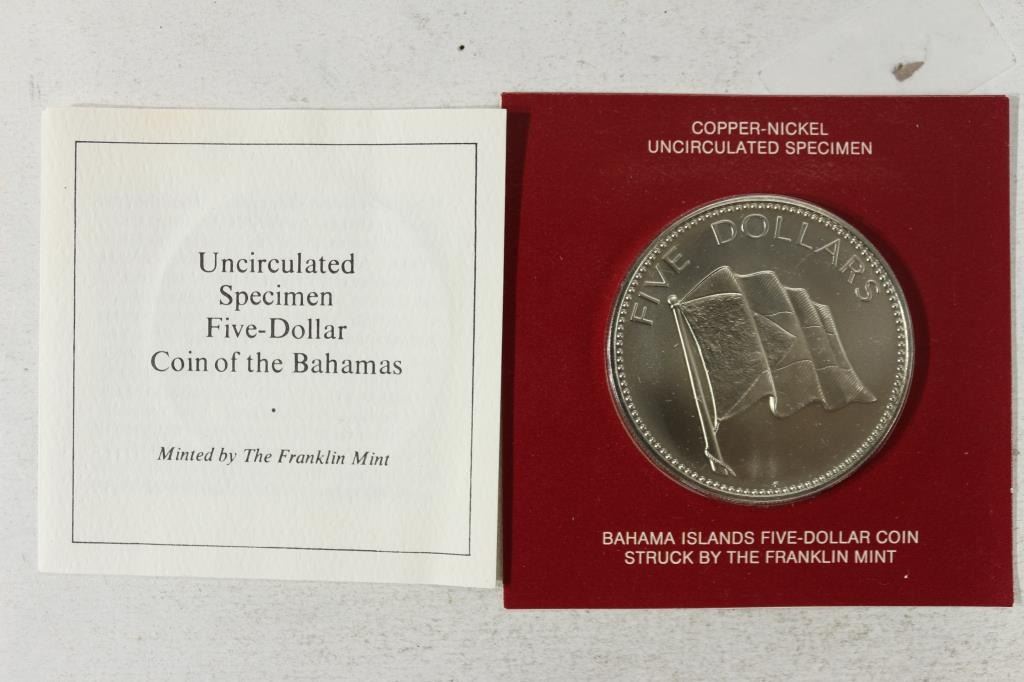 Uncirculated
Specimen
Five-Dollar
Coin of the Bahamas
Minted by The Franklin Mint
COPPER-NICKEL
UNCIRCULATED SPECIMEN
FIVE DOLLARS
BAHAMA ISLANDS FIVE-DOLLAR COIN
STRUCK BY THE FRANKLIN MINT